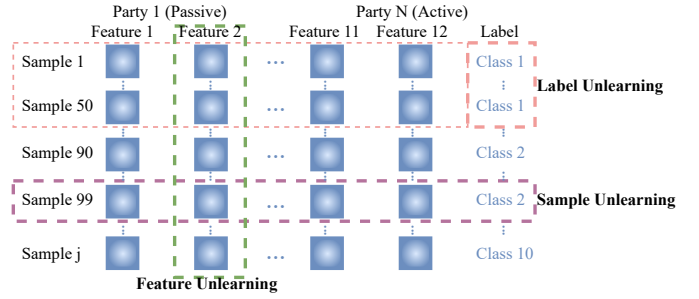 Party 1 (Passive) Party N (Active)
Feature 1 Feature 2 Feature 11 Feature 12 Label
Sample 1 ... Class 1
Label Unlearning
Sample 50 ... Class 1
Sample 90 ... Class 2
Sample 99 ... Class 2 Sample Unlearning
Sample j ... Class 10
Feature Unlearning